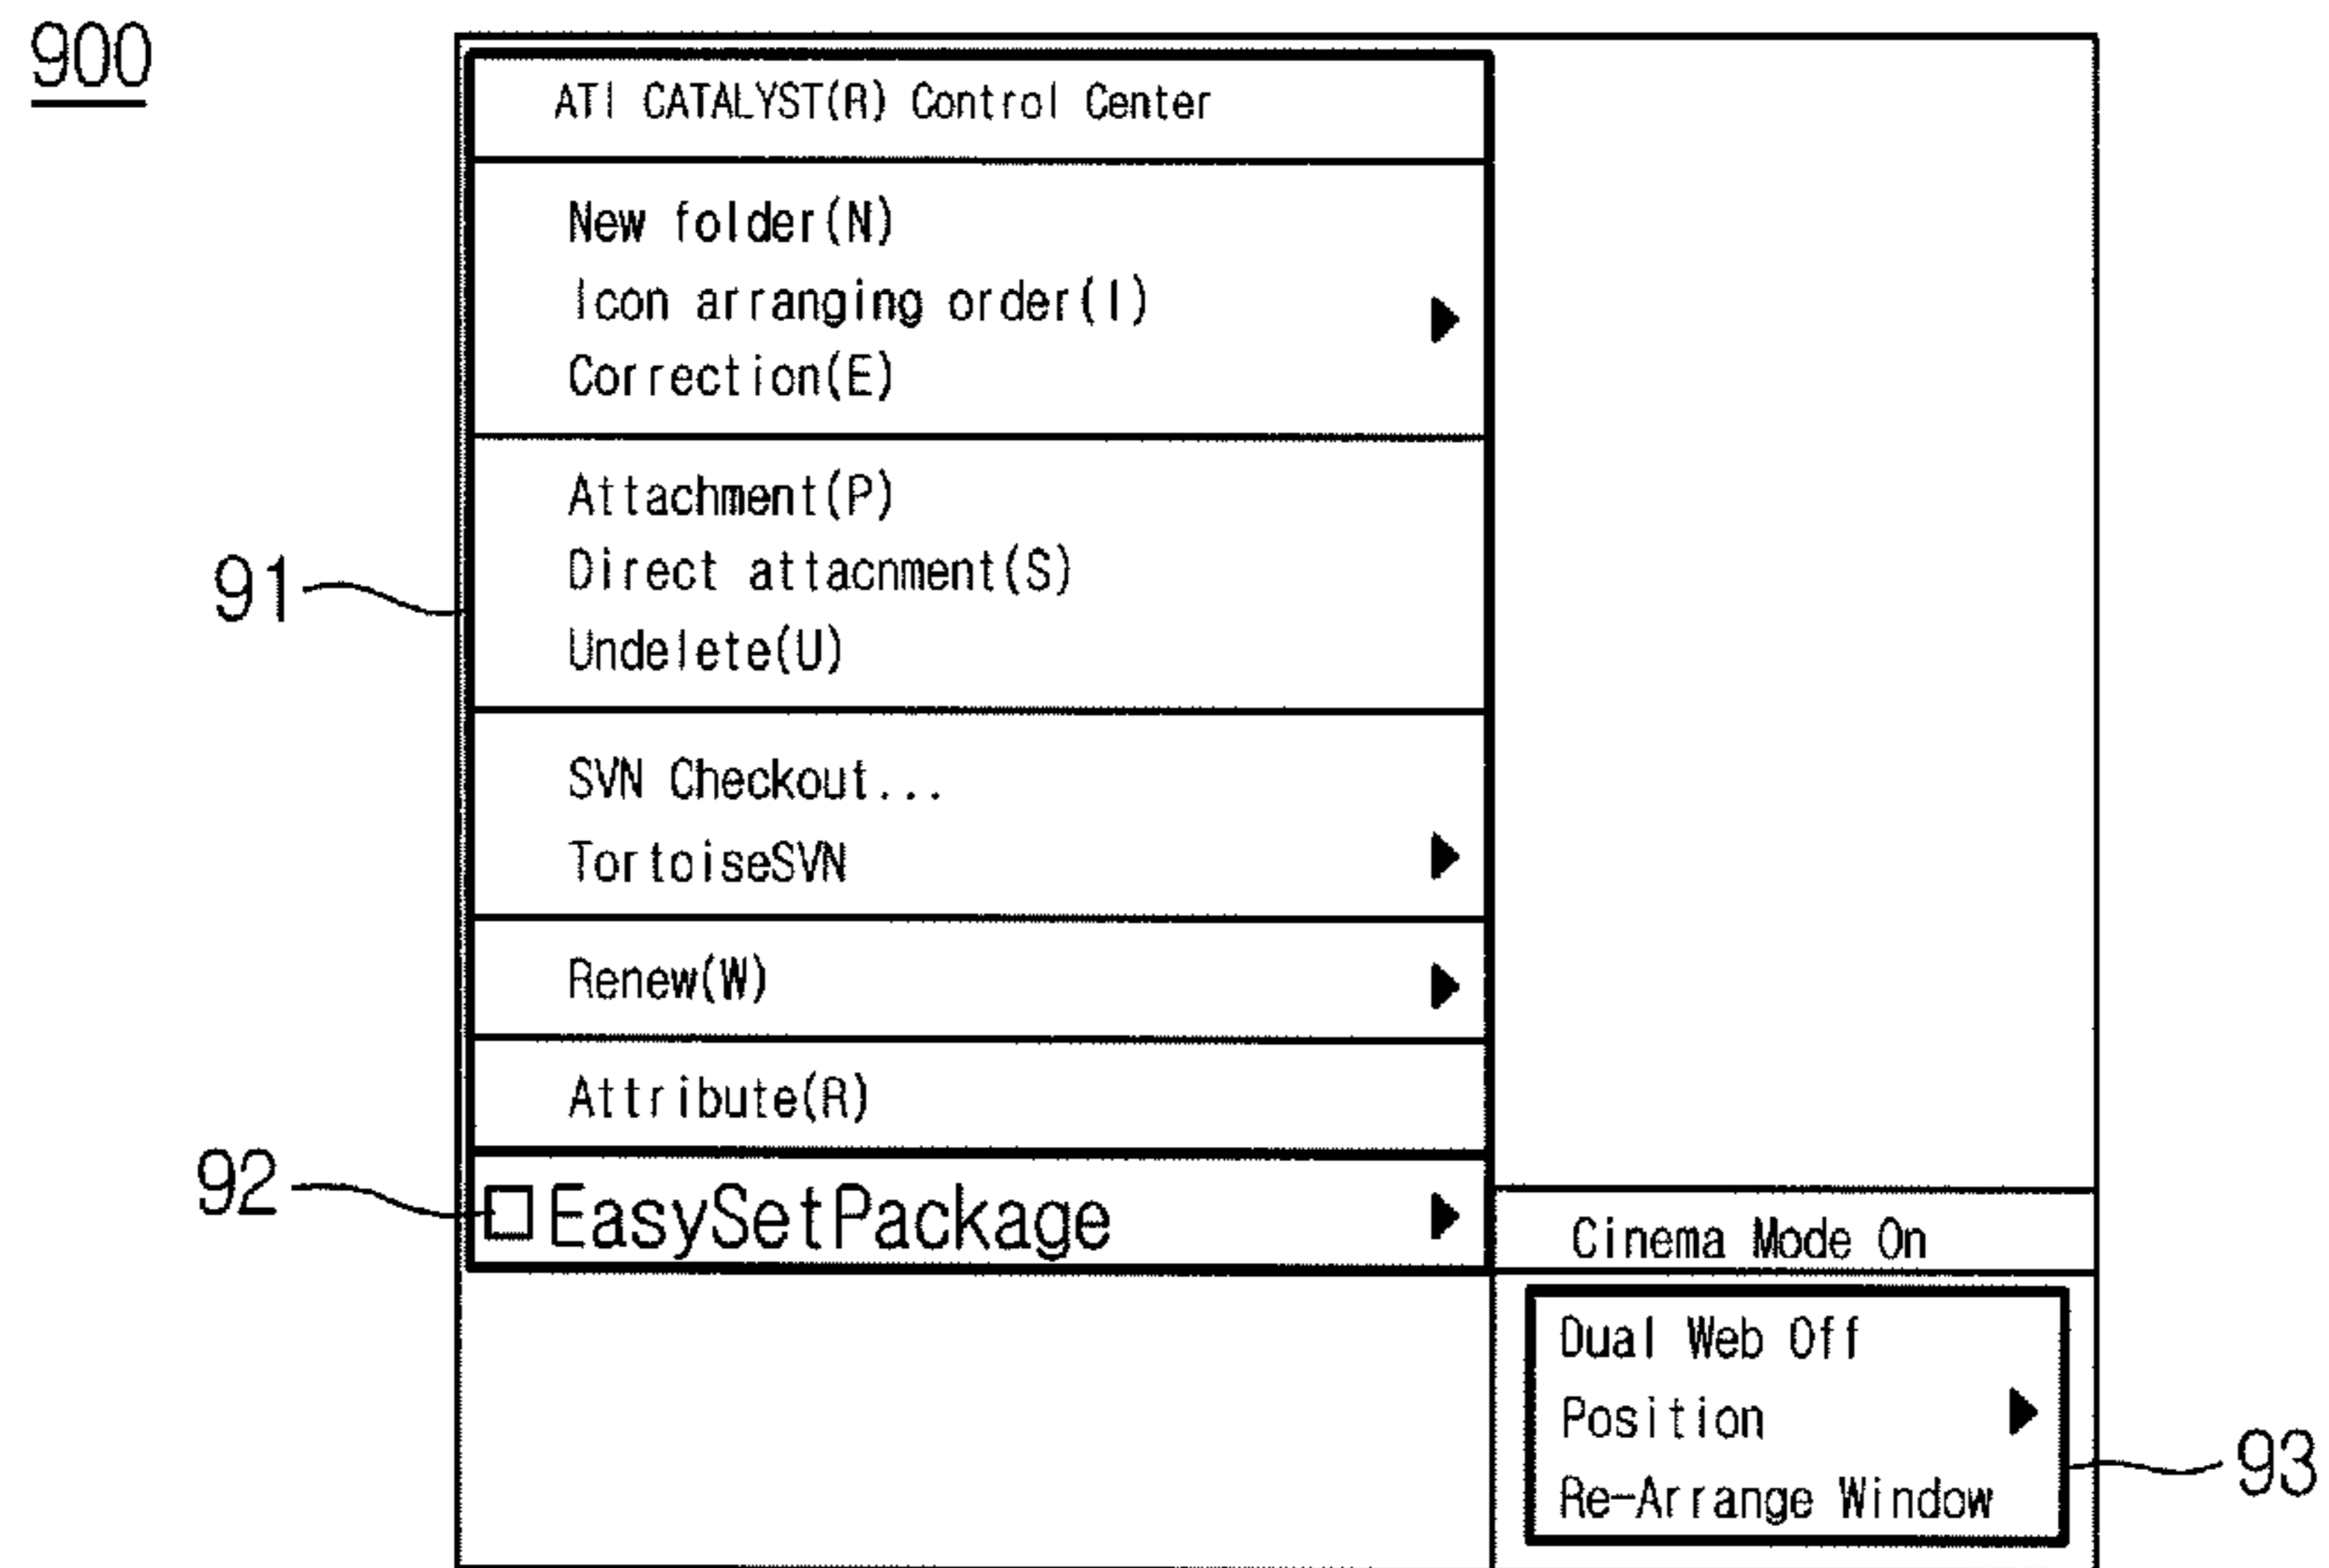 900
ATI CATALYST(R) Control Center
New folder(N)
Icon arranging order(I)
Correction(E)
Attachment(P)
Direct attacnment(S)
91
Undelete(U)
SVN Checkout...
TortoiseSVN
Renew(W)
Attribute(R)
92
EasySetPackage
Cinema Mode On
Dual Web Off
Position
93
Re-Arrange Window